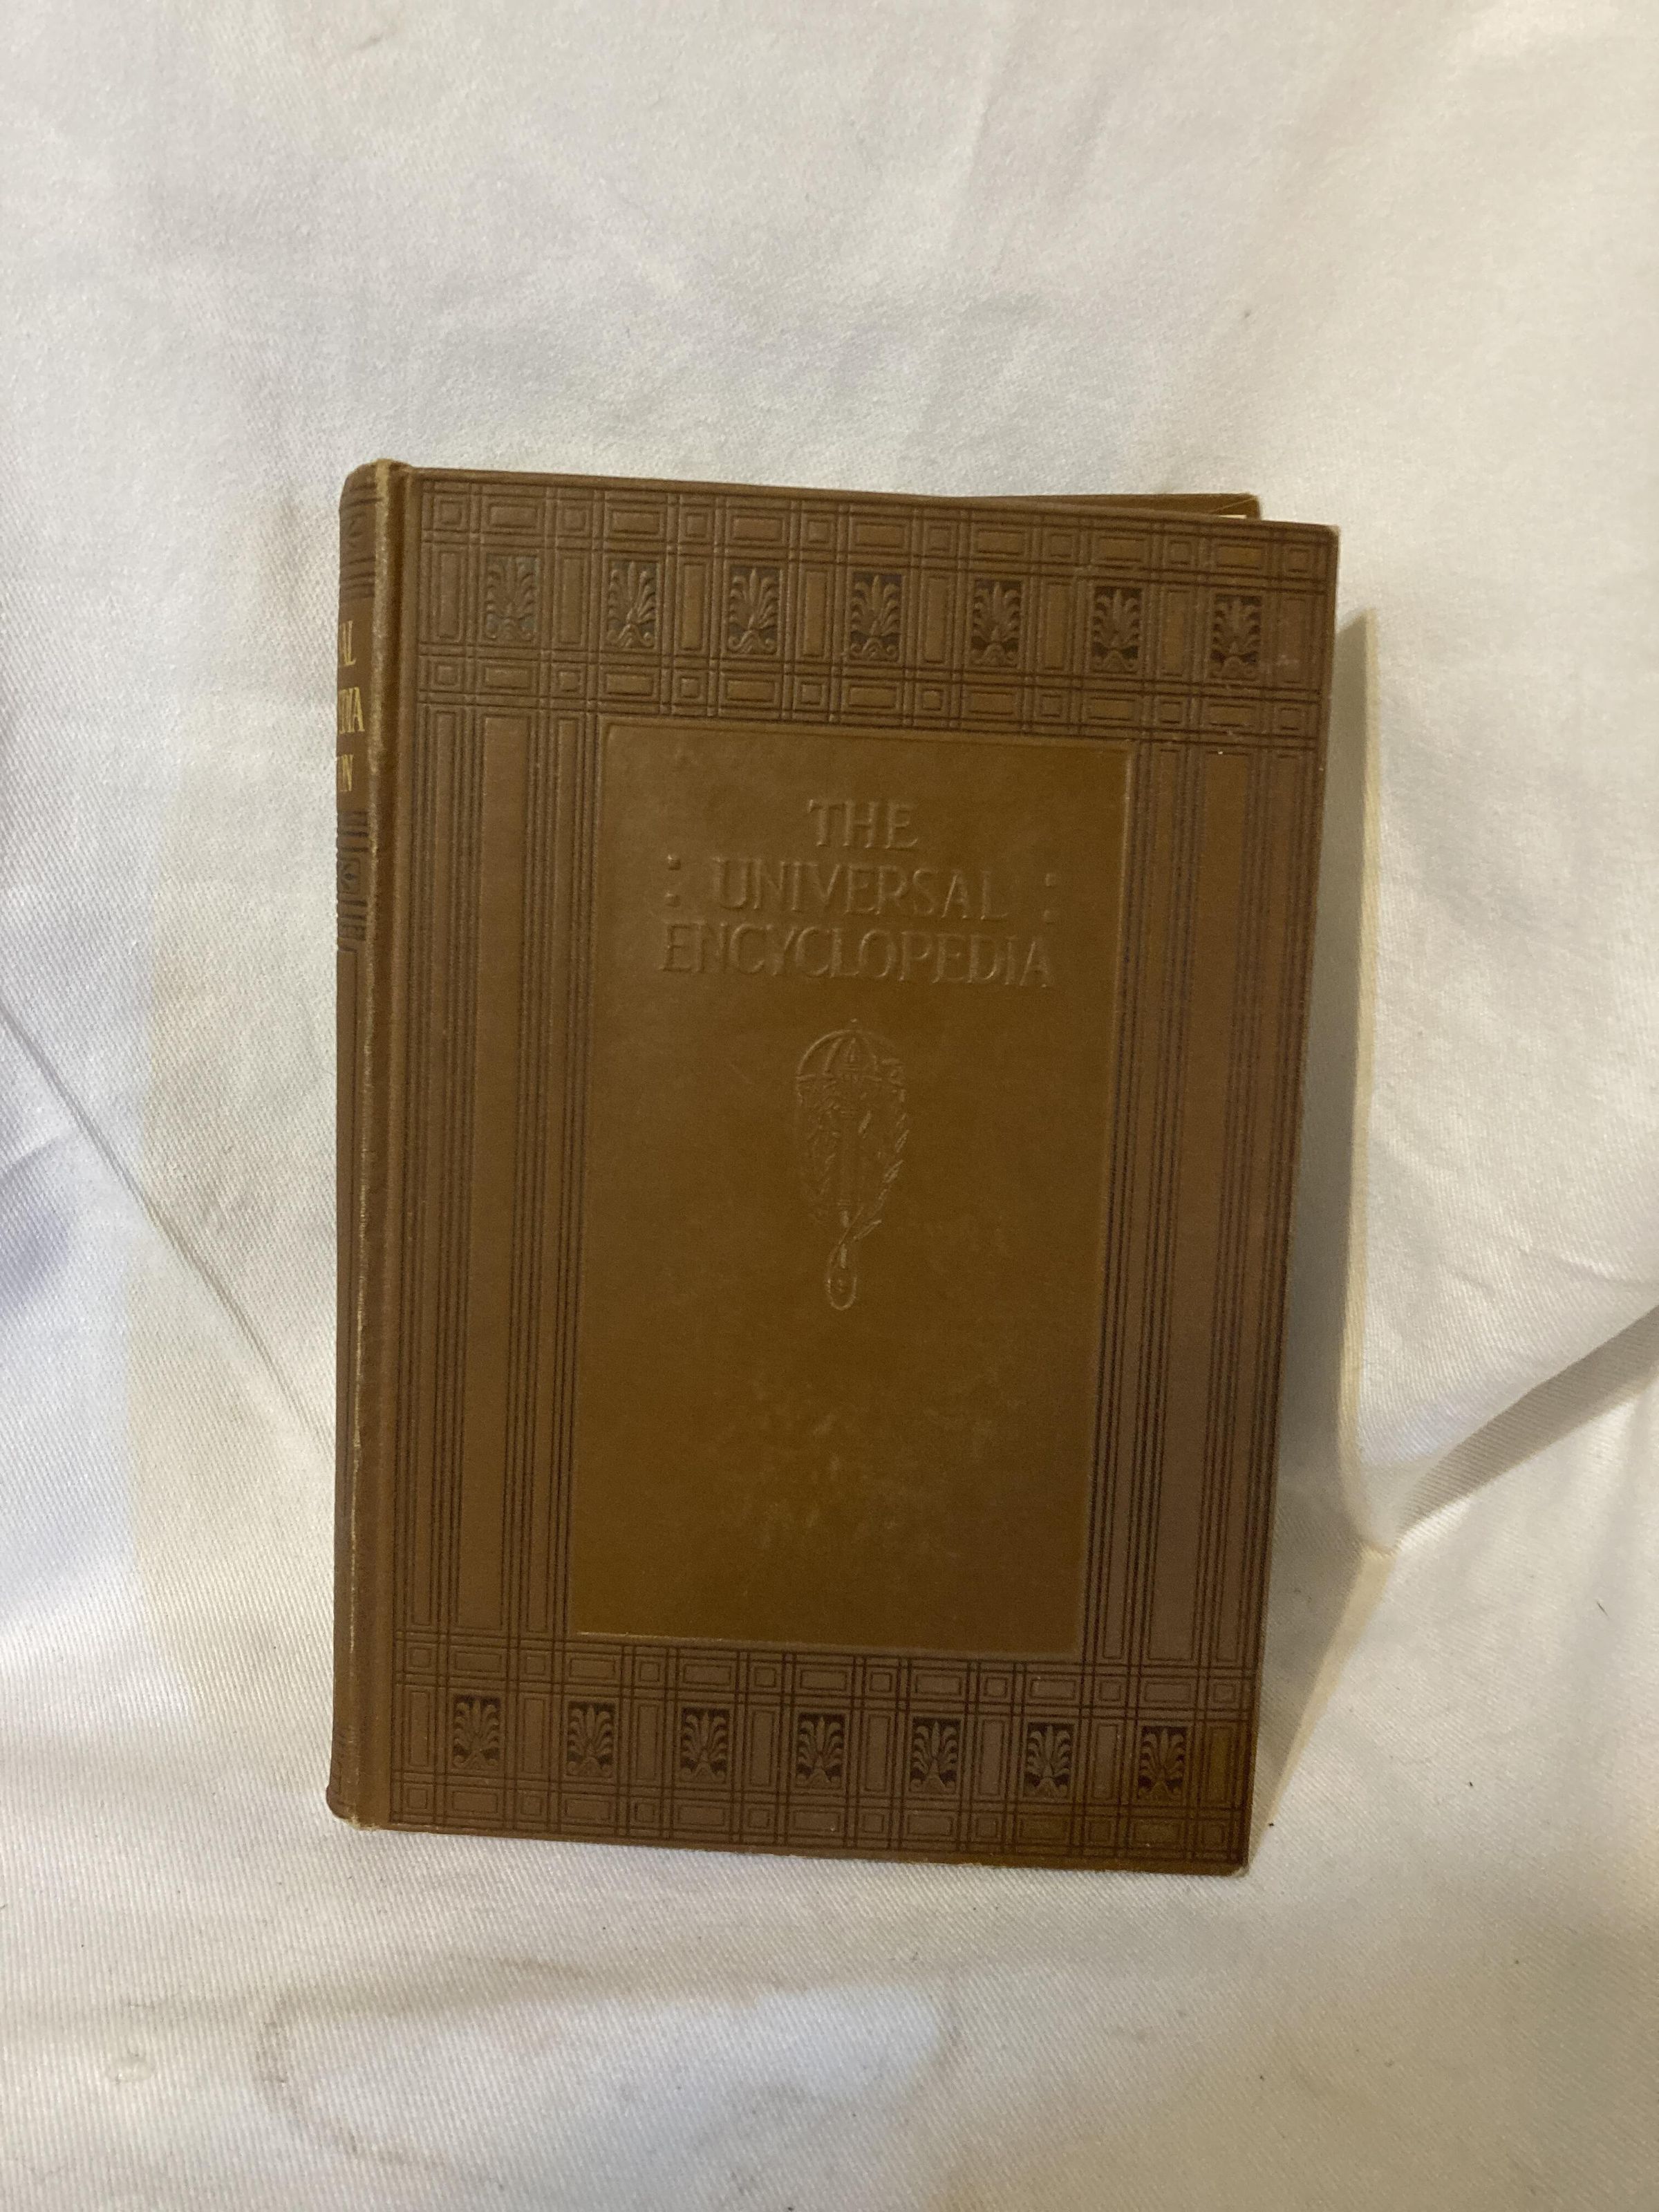 THE
: UNIVERSAL :
ENCYCLOPEDIA